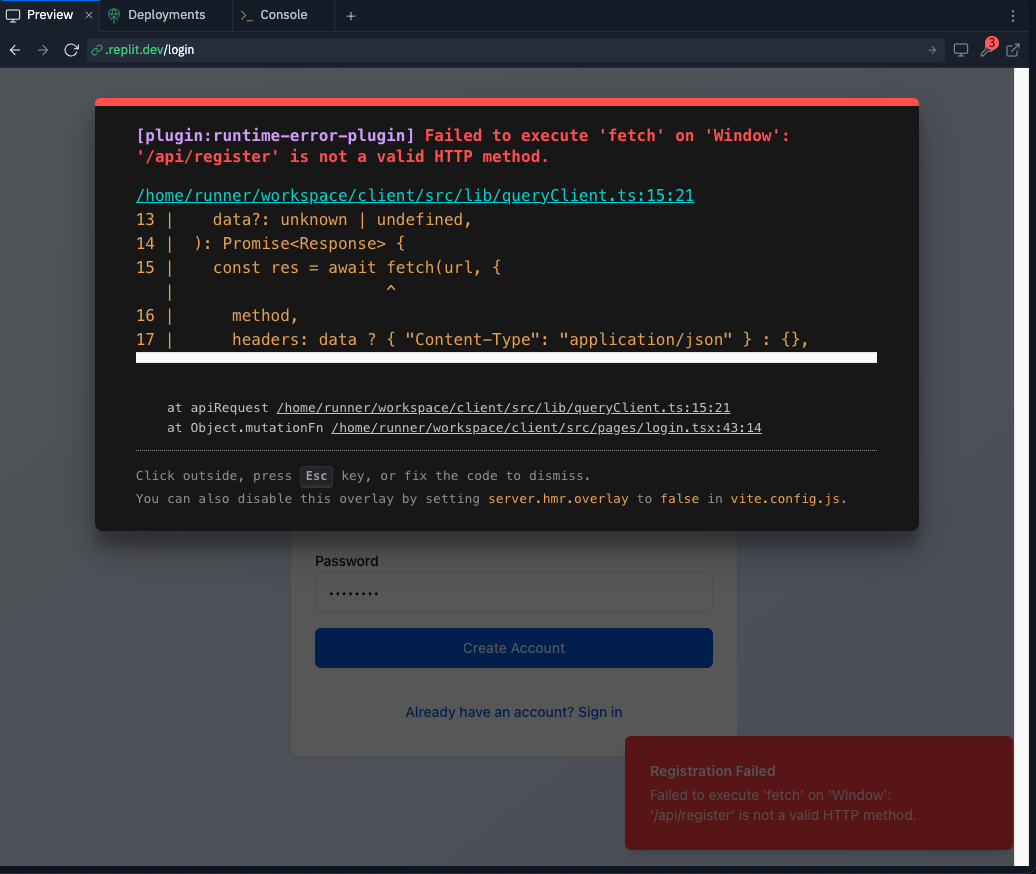 Preview
Deployments
Console
.replit.dev/login
3
[plugin:runtime-error-plugin] Failed to execute 'fetch' on 'Window':
'/api/register' is not a valid HTTP method.
/home/runner/workspace/client/src/lib/queryClient.ts:15:21
13 |    data?: unknown | undefined,
14 |  ): Promise<Response> {
15 |    const res = await fetch(url, {
   |                      ^
16 |      method,
17 |      headers: data ? { "Content-Type": "application/json" } : {},
at apiRequest /home/runner/workspace/client/src/lib/queryClient.ts:15:21
at Object.mutationFn /home/runner/workspace/client/src/pages/login.tsx:43:14
Click outside, press Esc key, or fix the code to dismiss.
You can also disable this overlay by setting server.hmr.overlay to false in vite.config.js.
Password
••••••••
Create Account
Already have an account? Sign in
Registration Failed
Failed to execute 'fetch' on 'Window':
'/api/register' is not a valid HTTP method.